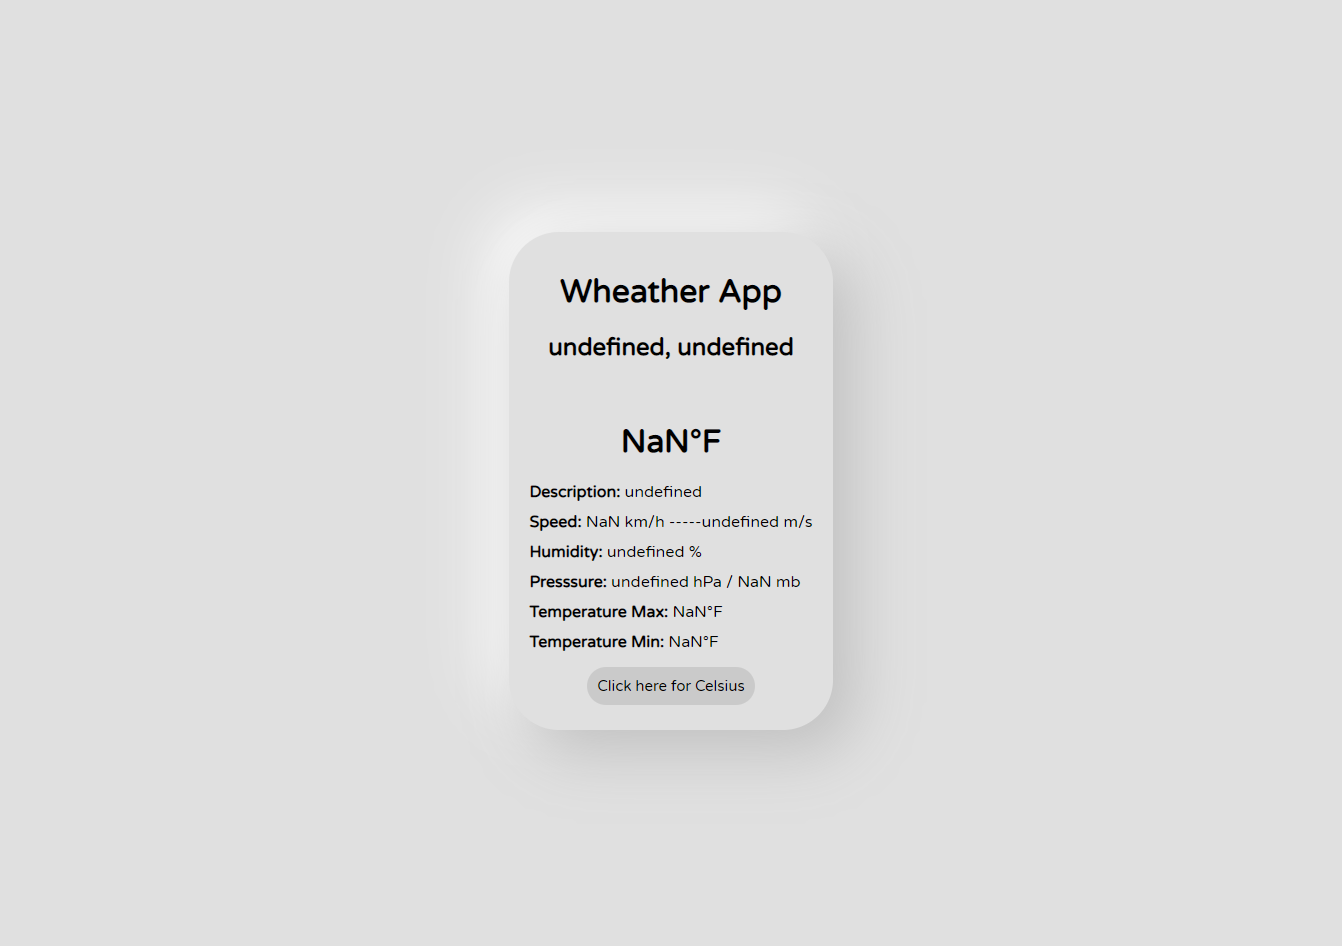 Wheather App
undefined, undefined
NaN°F
Description: undefined
Speed: NaN km/h -----undefined m/s
Humidity: undefined %
Presssure: undefined hPa / NaN mb
Temperature Max: NaN°F
Temperature Min: NaN°F
Click here for Celsius